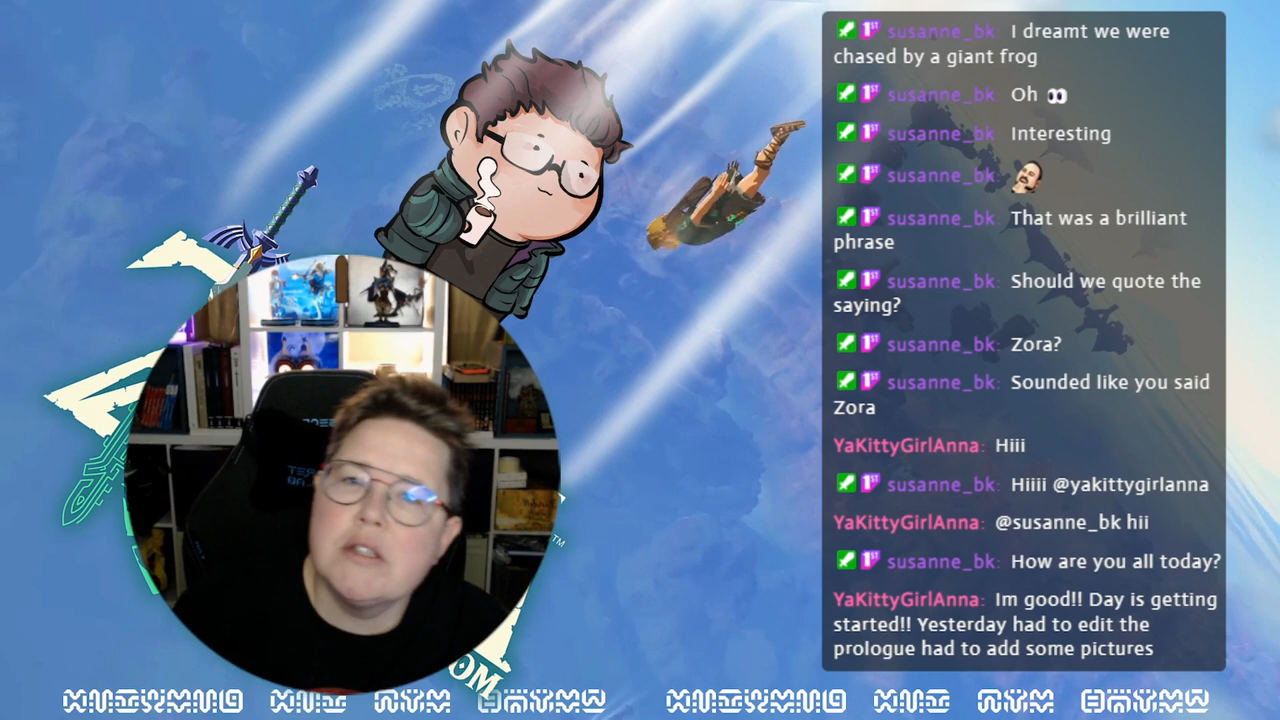 susanne_bk: I dreamt we were
chased by a giant frog
susanne_bk: Oh 👀
susanne_bk: Interesting
susanne_bk:
susanne_bk: That was a brilliant
phrase
susanne_bk: Should we quote the
saying?
susanne_bk: Zora?
susanne_bk: Sounded like you said
Zora
YaKittyGirlAnna: Hiii
susanne_bk: Hiiii @yakittygirlanna
YaKittyGirlAnna: @susanne_bk hii
susanne_bk: How are you all today?
YaKittyGirlAnna: Im good!! Day is getting
started!! Yesterday had to edit the
prologue had to add some pictures
OM
TM